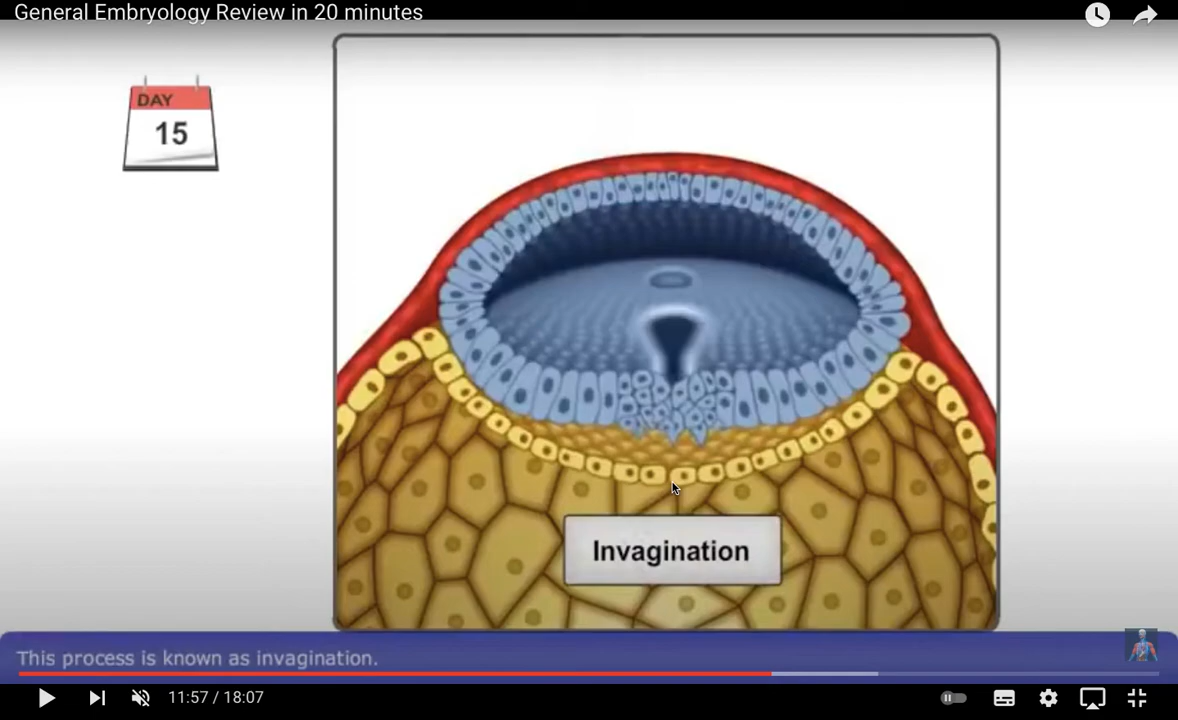 General Embryology Review in 20 minutes
DAY
15
Invagination
This process is known as invagination.
11:57 / 18:07